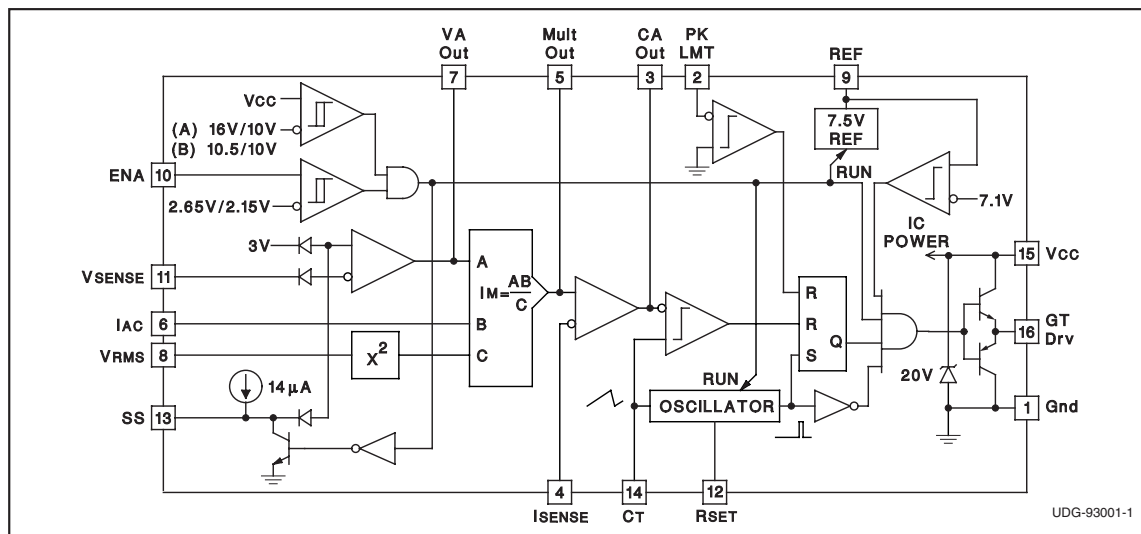 VA
Out
Mult
Out
CA
Out
PK
LMT
REF
7
5
3
2
9
VCC
(A) 16V/10V
(B) 10.5/10V
7.5V
REF
ENA
10
RUN
2.65V/2.15V
7.1V
IC
POWER
3V
15
VCC
VSENSE
11
A
IM=AB/C
R
IAC
6
B
R
16
GT
Drv
VRMS
8
X²
C
Q
S
14µA
RUN
20V
SS
13
OSCILLATOR
1
Gnd
4
14
12
ISENSE
CT
RSET
UDG-93001-1